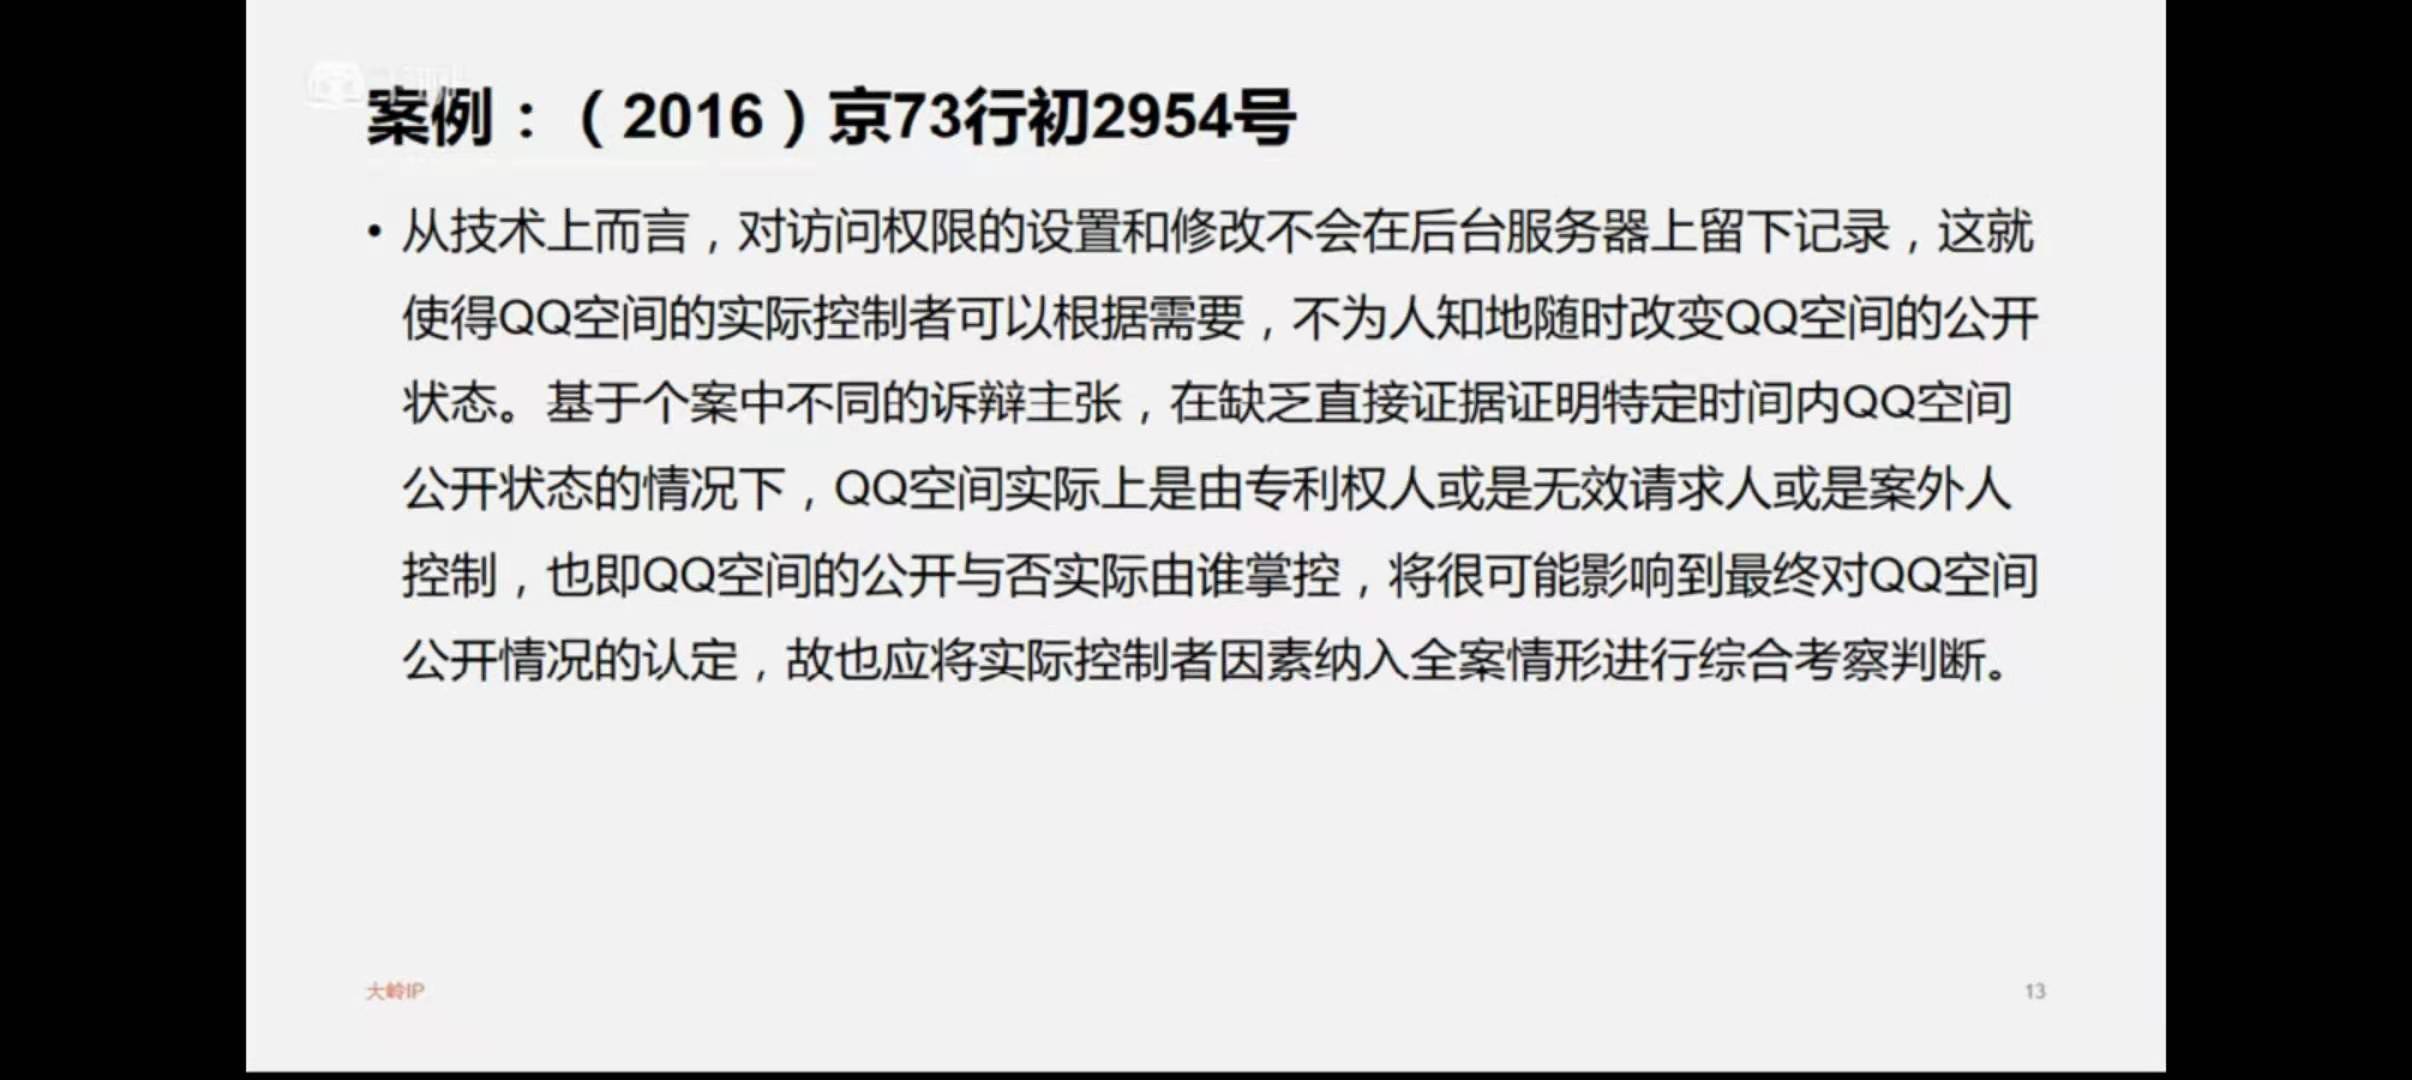 案例：（2016）京73行初2954号
• 从技术上而言，对访问权限的设置和修改不会在后台服务器上留下记录，这就
使得QQ空间的实际控制者可以根据需要，不为人知地随时改变QQ空间的公开
状态。基于个案中不同的诉辩主张，在缺乏直接证据证明特定时间内QQ空间
公开状态的情况下，QQ空间实际上是由专利权人或是无效请求人或是案外人
控制，也即QQ空间的公开与否实际由谁掌控，将很可能影响到最终对QQ空间
公开情况的认定，故也应将实际控制者因素纳入全案情形进行综合考察判断。
大岭IP
13